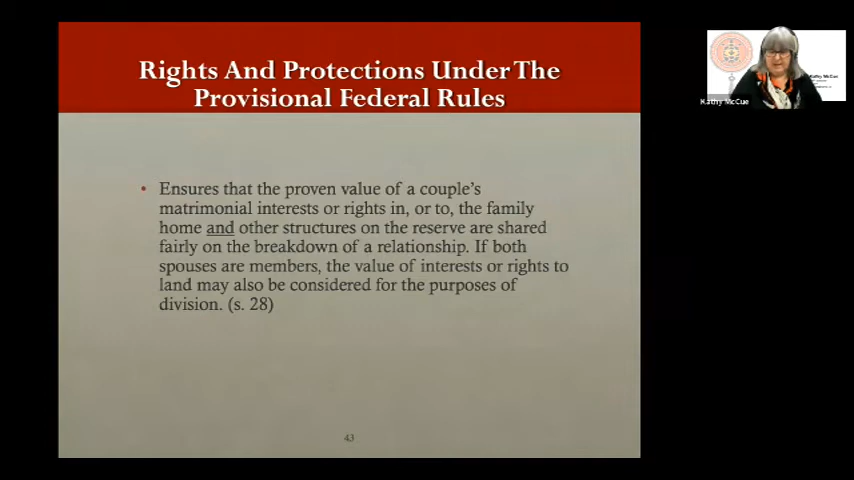 Rights And Protections Under The
Provisional Federal Rules
• Ensures that the proven value of a couple's
matrimonial interests or rights in, or to, the family
home and other structures on the reserve are shared
fairly on the breakdown of a relationship. If both
spouses are members, the value of interests or rights to
land may also be considered for the purposes of
division. (s. 28)
43
Kathy McCue
Kathy McCue